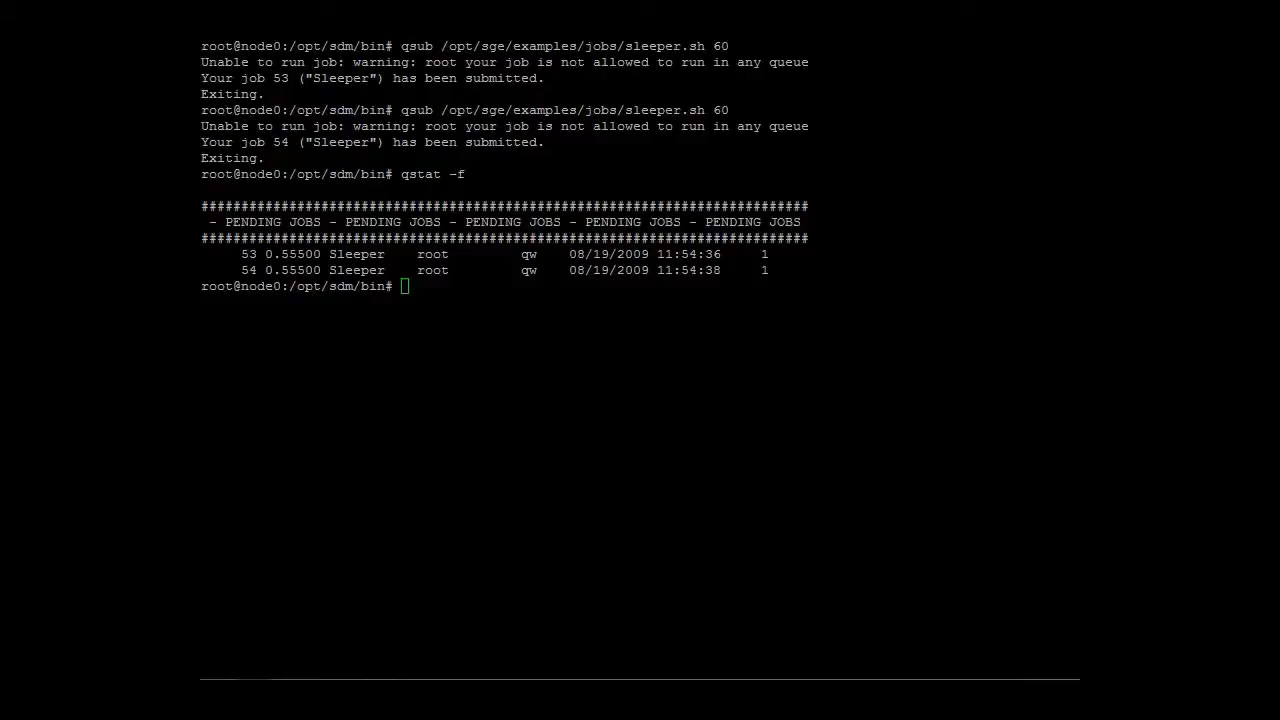 root@node0:/opt/sdm/bin# qsub /opt/sge/examples/jobs/sleeper.sh 60
Unable to run job: warning: root your job is not allowed to run in any queue
Your job 53 ("Sleeper") has been submitted.
Exiting.
root@node0:/opt/sdm/bin# qsub /opt/sge/examples/jobs/sleeper.sh 60
Unable to run job: warning: root your job is not allowed to run in any queue
Your job 54 ("Sleeper") has been submitted.
Exiting.
root@node0:/opt/sdm/bin# qstat -f
############################################################################
- PENDING JOBS - PENDING JOBS - PENDING JOBS - PENDING JOBS - PENDING JOBS
############################################################################
53 0.55500 Sleeper    root         qw    08/19/2009 11:54:36     1
54 0.55500 Sleeper    root         qw    08/19/2009 11:54:38     1
root@node0:/opt/sdm/bin#